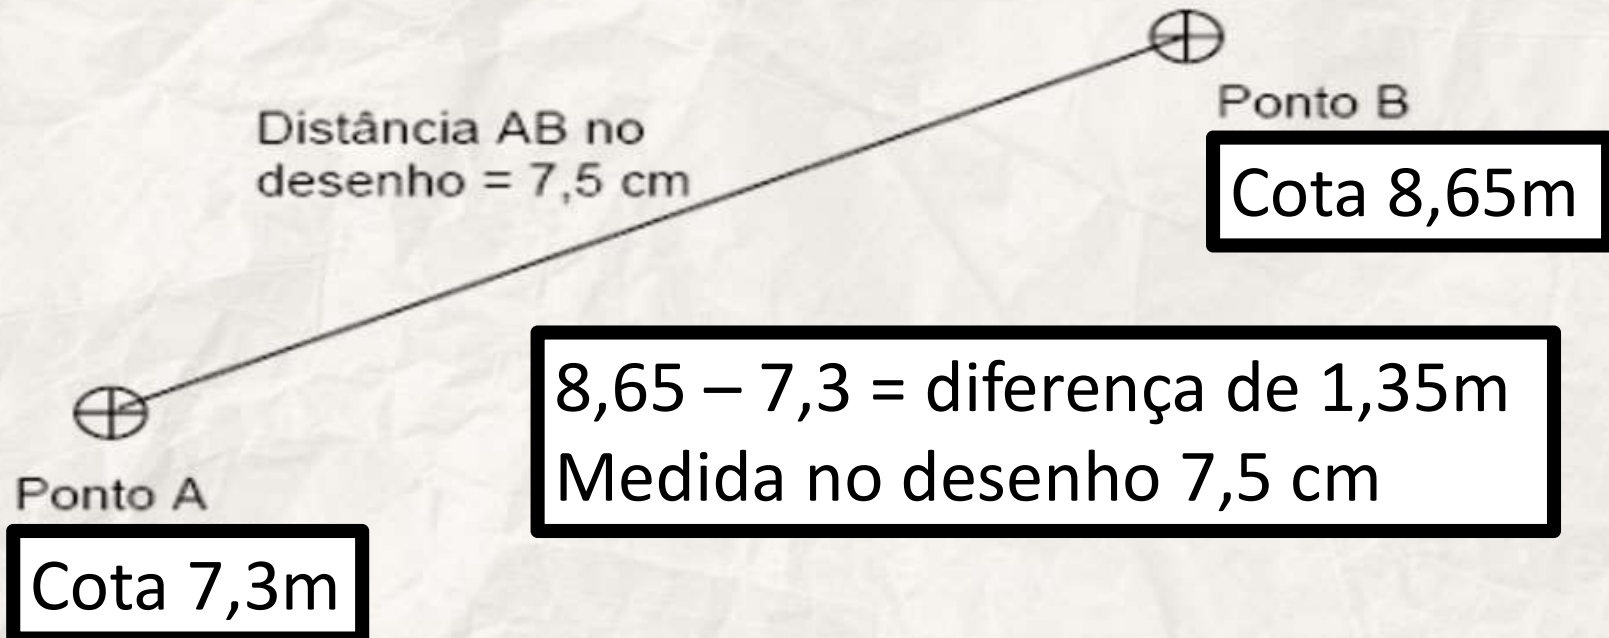 Distância AB no
desenho = 7,5 cm
Ponto B
Cota 8,65m
8,65 – 7,3 = diferença de 1,35m
Medida no desenho 7,5 cm
Ponto A
Cota 7,3m